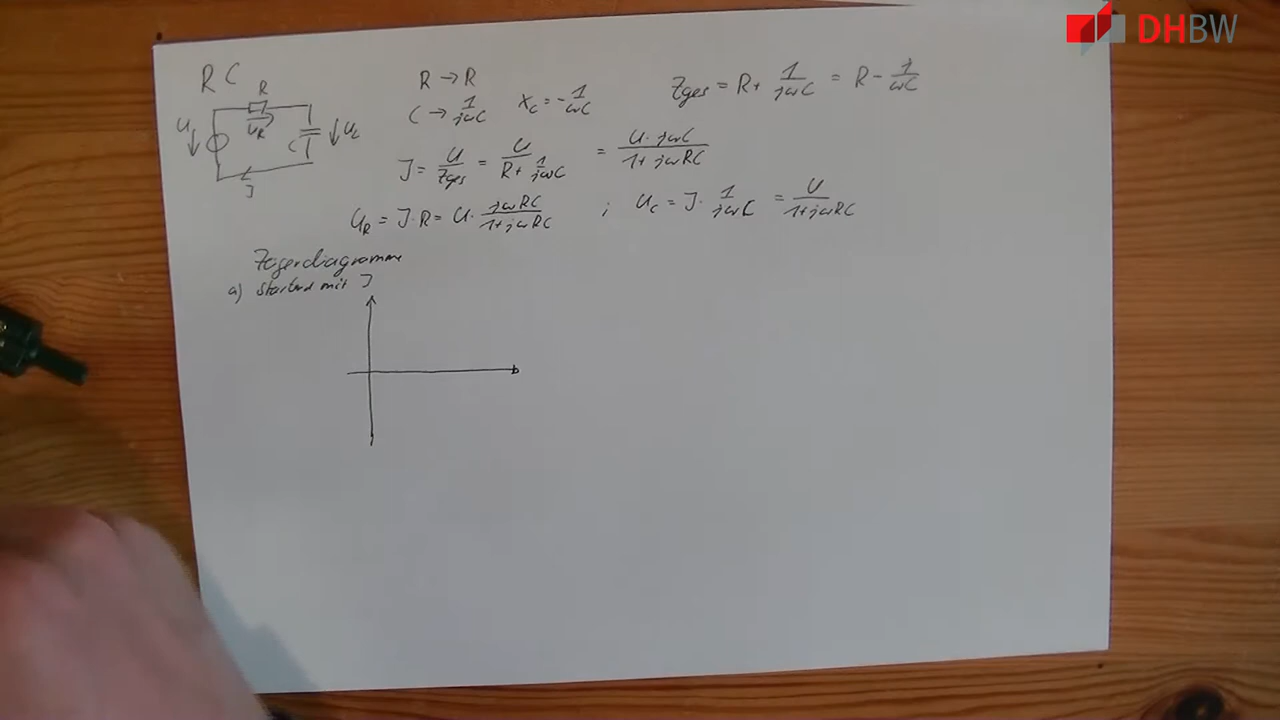 DHBW
RC
R
U
U_R
C
U_C
I
R → R
C → 1/jωC X_C = -1/ωC
Z_ges = R + 1/jωC = R - 1/ωC
I = U/Z_ges = U/(R + 1/jωC) = U · jωC/(1 + jωRC)
U_R = I · R = U · jωRC/(1 + jωRC) ; U_C = I · 1/jωC = U/(1 + jωRC)
Zeigerdiagramm
a) Startend mit I